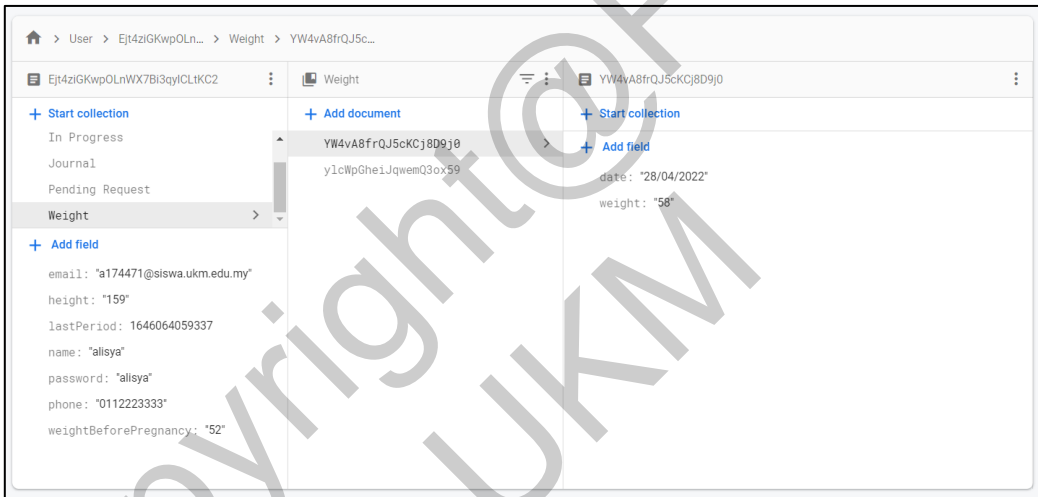 User > Ejt4ziGKwpOLn... > Weight > YW4vA8frQJ5c...
Ejt4ziGKwpOLnWX7Bi3qylCLtKC2
+ Start collection
In Progress
Journal
Pending Request
Weight >
+ Add field
email: "a174471@siswa.ukm.edu.my"
height: "159"
lastPeriod: 1646064059337
name: "alisya"
password: "alisya"
phone: "0112223333"
weightBeforePregnancy: "52"
Weight
+ Add document
YW4vA8frQJ5cKCj8D9j0 >
ylcWpGheiJqwemQ3ox59
YW4vA8frQJ5cKCj8D9j0
+ Start collection
+ Add field
date: "28/04/2022"
weight: "58"
pyright@F
UKM